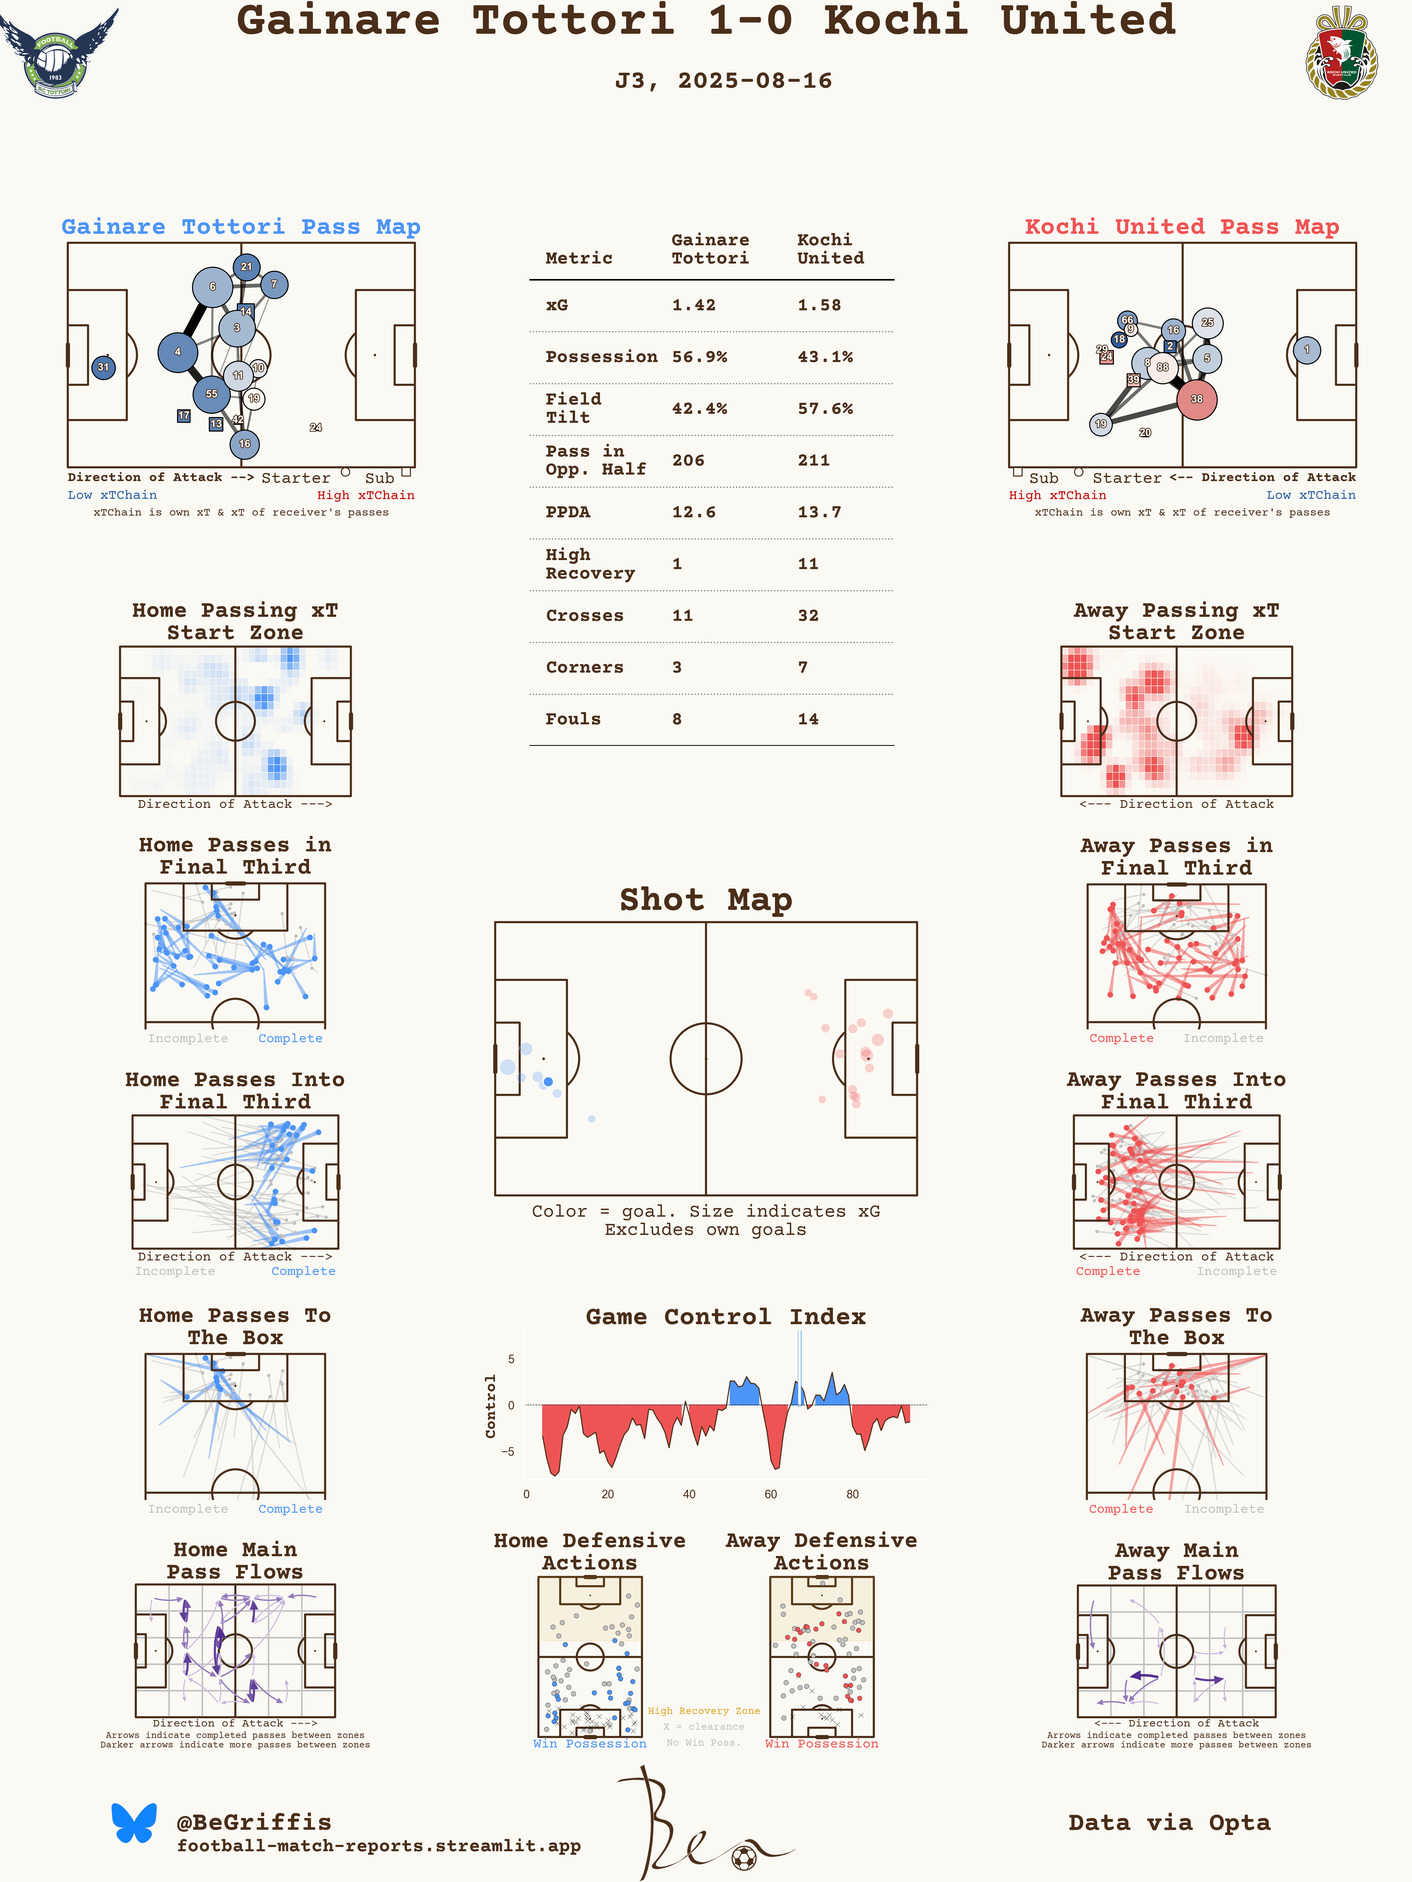 Gainare Tottori 1-0 Kochi United
J3, 2025-08-16
FOOTBALL
1983
SC TOTTORI
KOCHI UNITED
Gainare Tottori Pass Map
21
6
7
14
3
4
31
10
11
55
19
17
13
42
24
16
Direction of Attack --> Starter Sub
Low xTChain High xTChain
xTChain is own xT & xT of receiver's passes
Metric Gainare Tottori Kochi United
xG 1.42 1.58
Possession 56.9% 43.1%
Field Tilt 42.4% 57.6%
Pass in Opp. Half 206 211
PPDA 12.6 13.7
High Recovery 1 11
Crosses 11 32
Corners 3 7
Fouls 8 14
Kochi United Pass Map
66
9
16
25
18
2
29
24
1
5
8
88
39
38
19
20
Sub Starter <-- Direction of Attack
High xTChain Low xTChain
xTChain is own xT & xT of receiver's passes
Home Passing xT
Start Zone
Direction of Attack --->
Away Passing xT
Start Zone
<--- Direction of Attack
Home Passes in
Final Third
Incomplete Complete
Away Passes in
Final Third
Complete Incomplete
Shot Map
Color = goal. Size indicates xG
Excludes own goals
Home Passes Into
Final Third
Direction of Attack --->
Incomplete Complete
Away Passes Into
Final Third
<--- Direction of Attack
Complete Incomplete
Home Passes To
The Box
Incomplete Complete
Game Control Index
Control
5
0
−5
0 20 40 60 80
Away Passes To
The Box
Complete Incomplete
Home Main
Pass Flows
Direction of Attack --->
Arrows indicate completed passes between zones
Darker arrows indicate more passes between zones
Home Defensive
Actions
Win Possession
Away Defensive
Actions
Win Possession
High Recovery Zone
X = clearance
No Win Poss.
Away Main
Pass Flows
<--- Direction of Attack
Arrows indicate completed passes between zones
Darker arrows indicate more passes between zones
@BeGriffis
football-match-reports.streamlit.app
Ben
Data via Opta